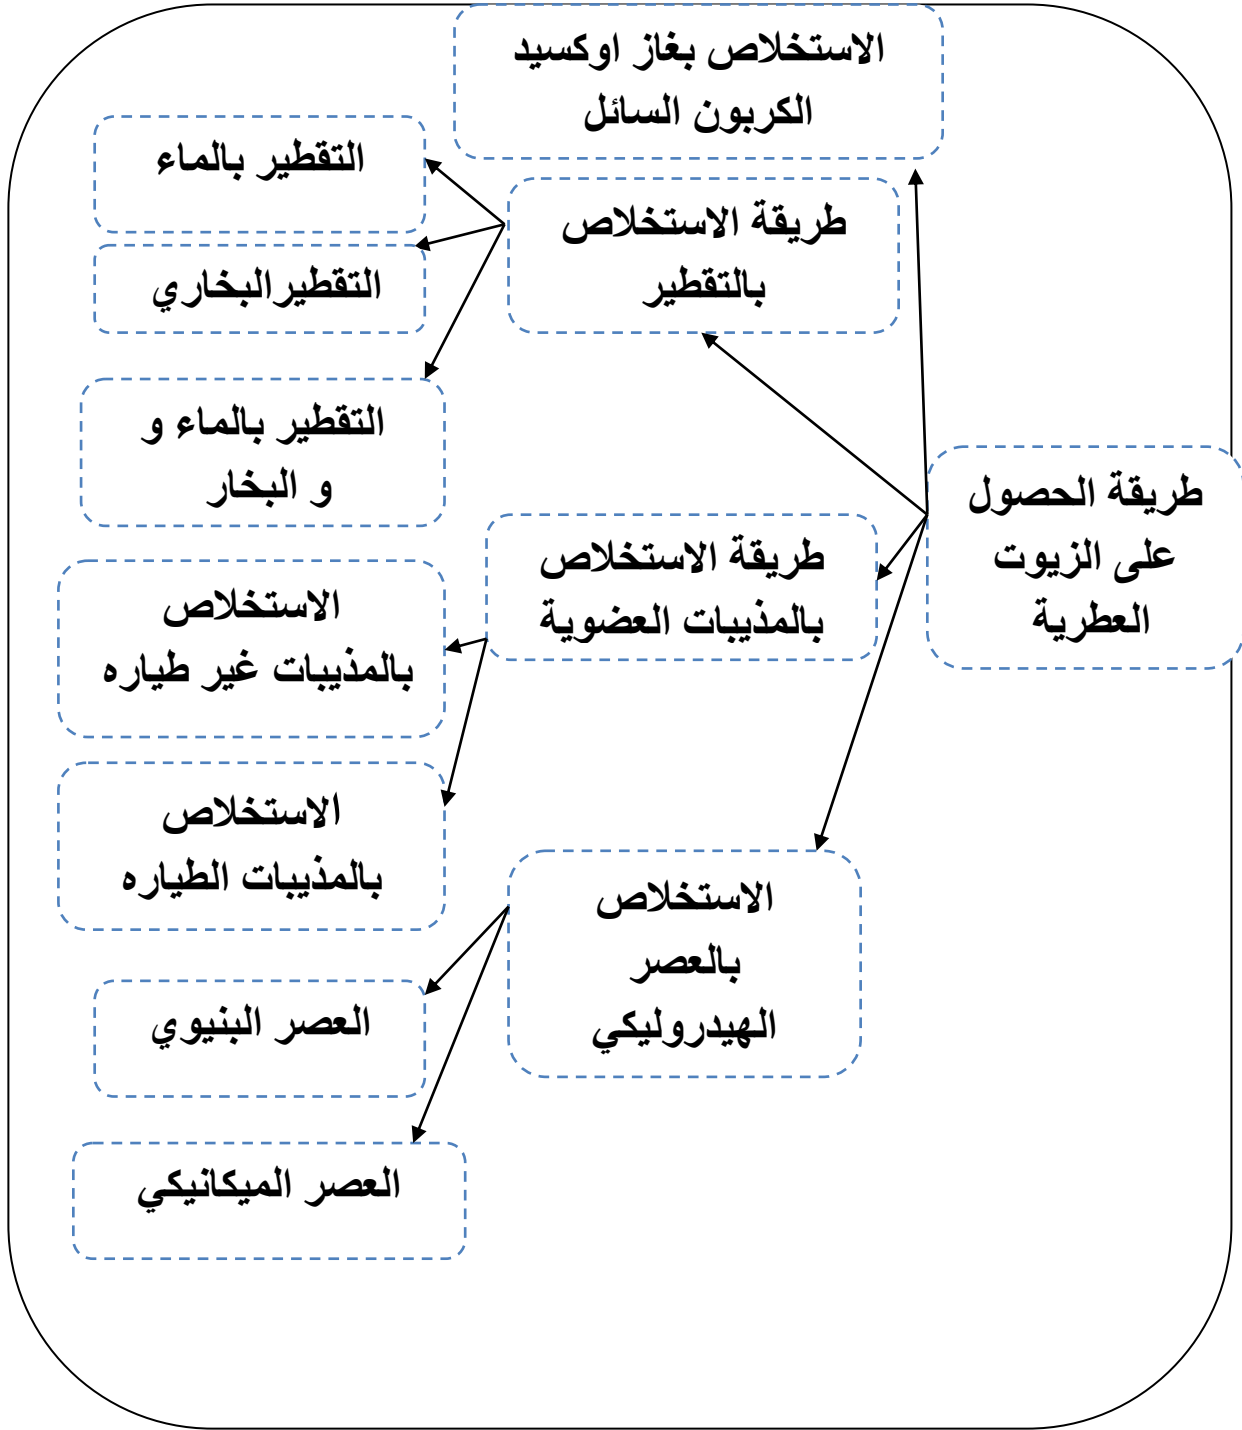 الاستخلاص بغاز اوكسيد
الكربون السائل
التقطير بالماء
طريقة الاستخلاص
بالتقطير
التقطيرالبخاري
التقطير بالماء و
و البخار
طريقة الحصول
على الزيوت
العطرية
طريقة الاستخلاص
بالمذيبات العضوية
الاستخلاص
بالمذيبات غير طياره
الاستخلاص
بالمذيبات الطياره
الاستخلاص
بالعصر
الهيدروليكي
العصر البنيوي
العصر الميكانيكي